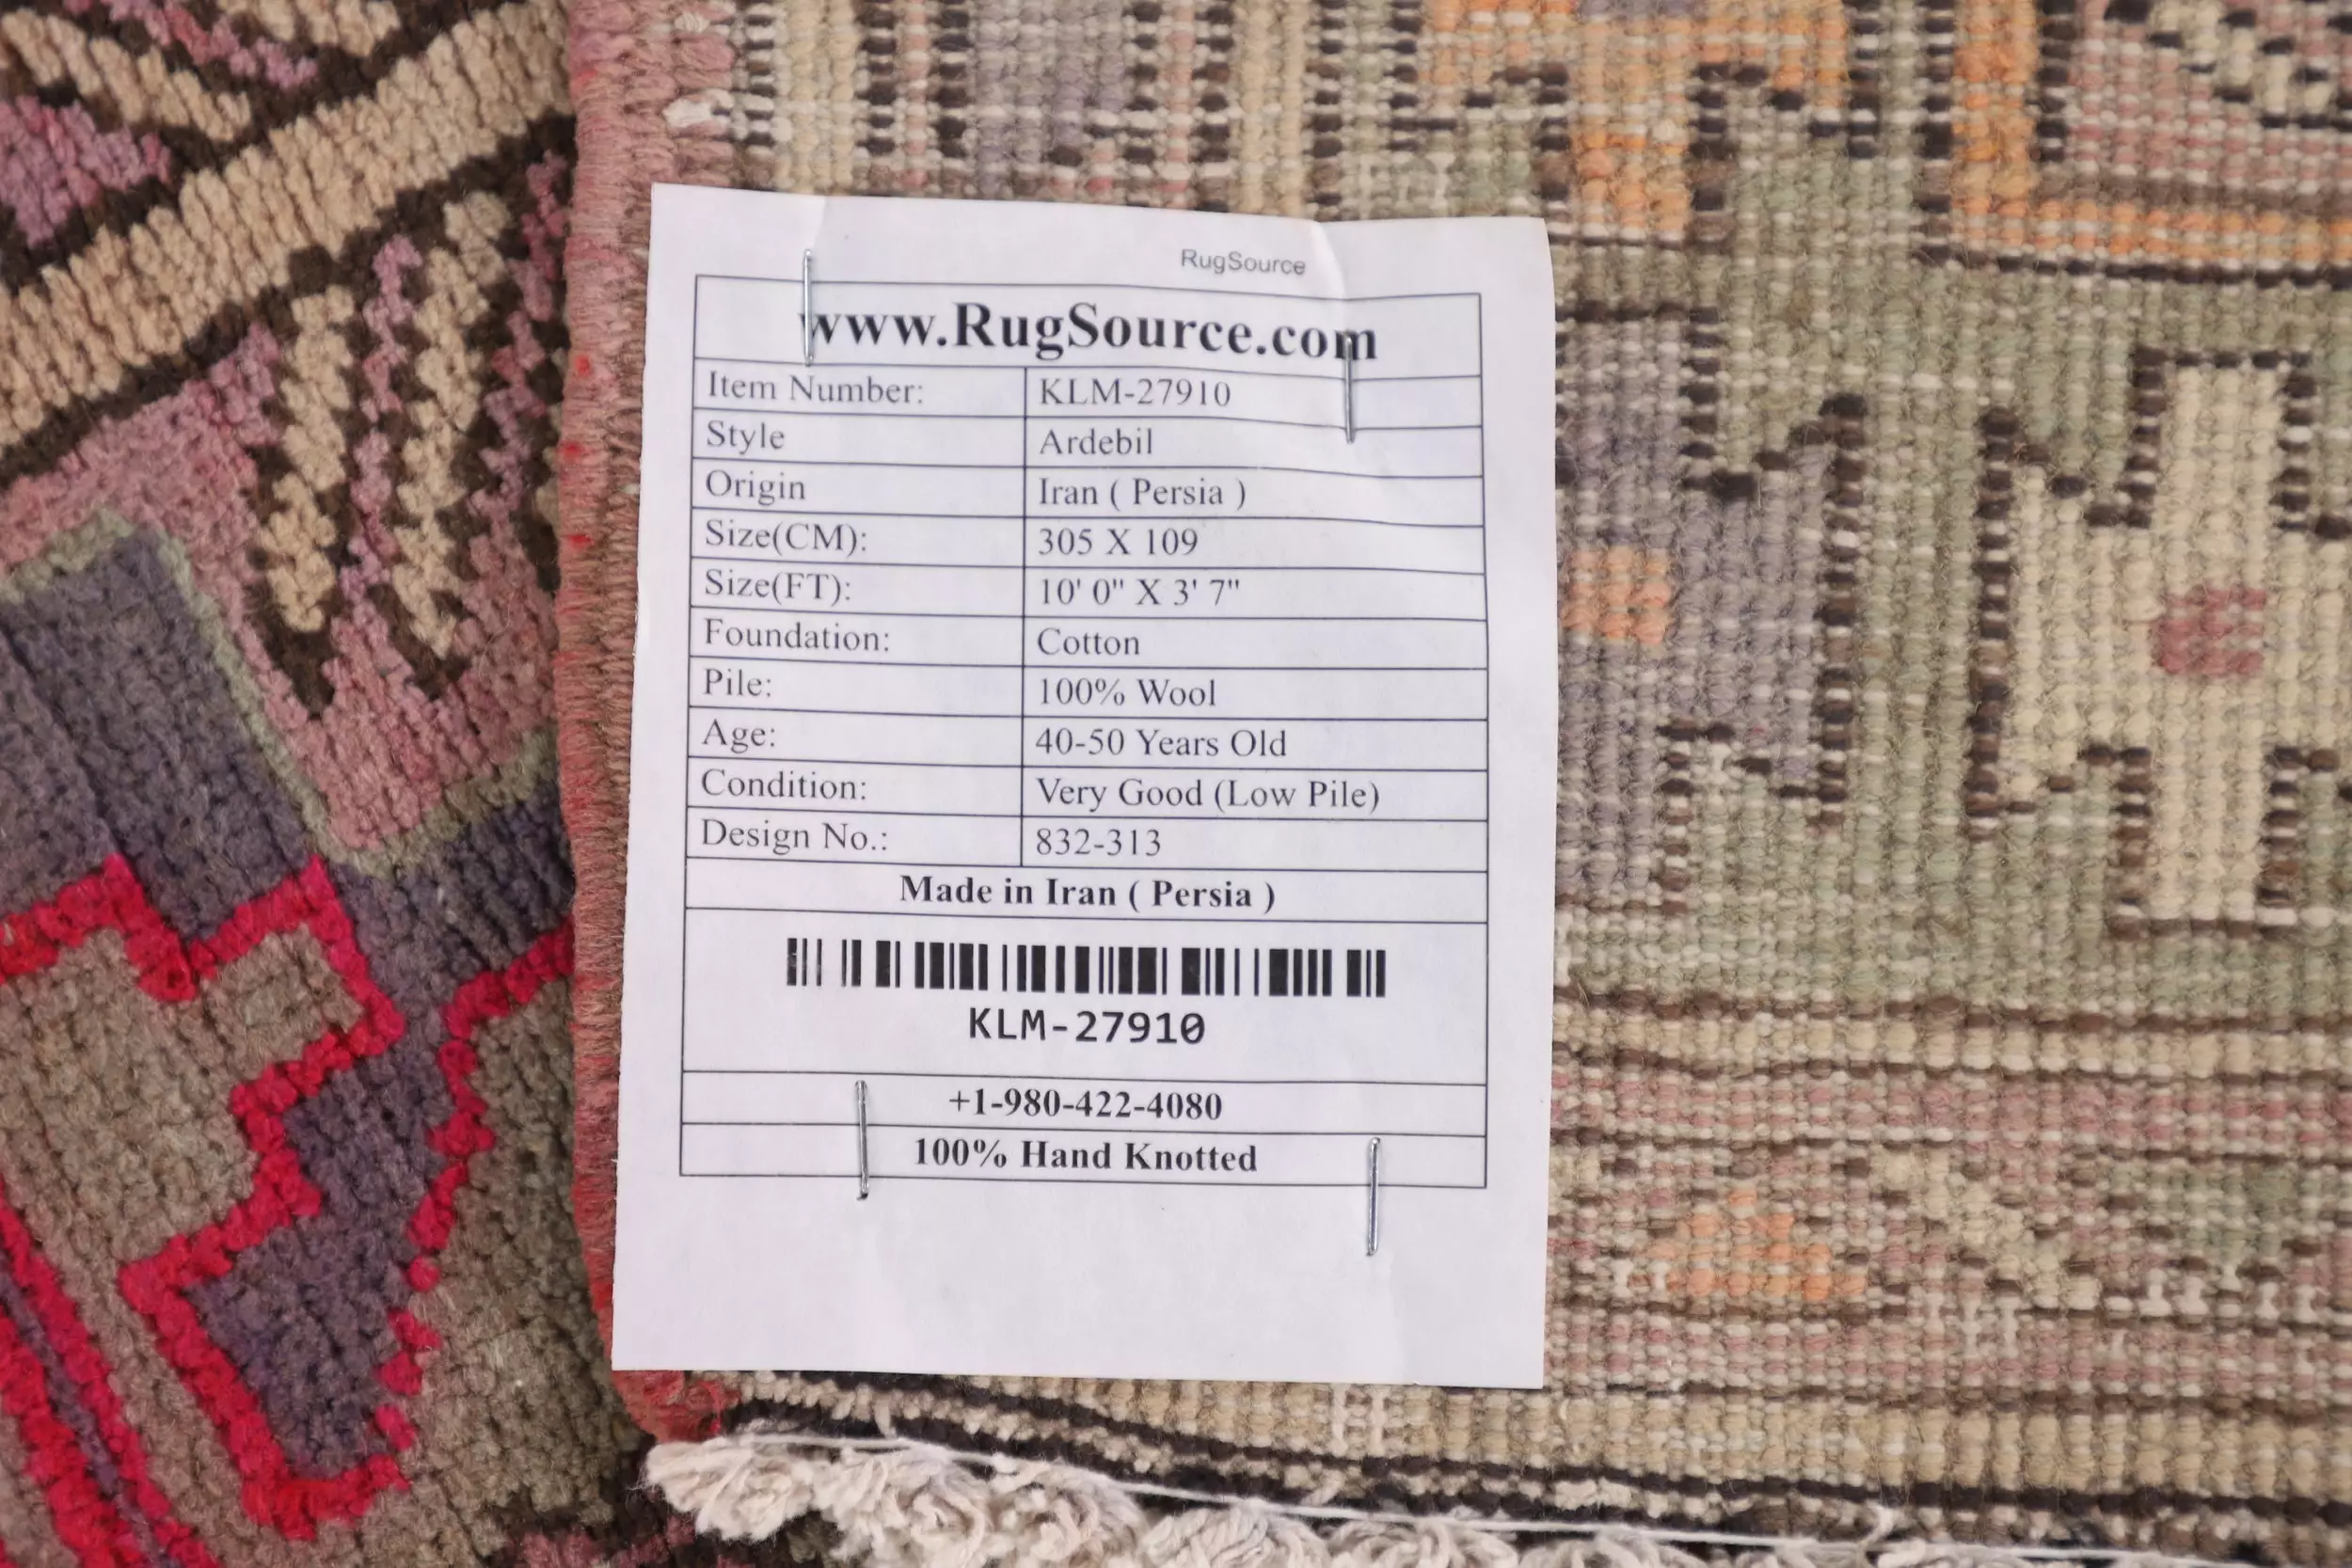 RugSource
www.RugSource.com
Item Number: KLM-27910
Style Ardebil
Origin Iran ( Persia )
Size(CM): 305 X 109
Size(FT): 10' 0" X 3' 7"
Foundation: Cotton
Pile: 100% Wool
Age: 40-50 Years Old
Condition: Very Good (Low Pile)
Design No.: 832-313
Made in Iran ( Persia )
KLM-27910
+1-980-422-4080
100% Hand Knotted